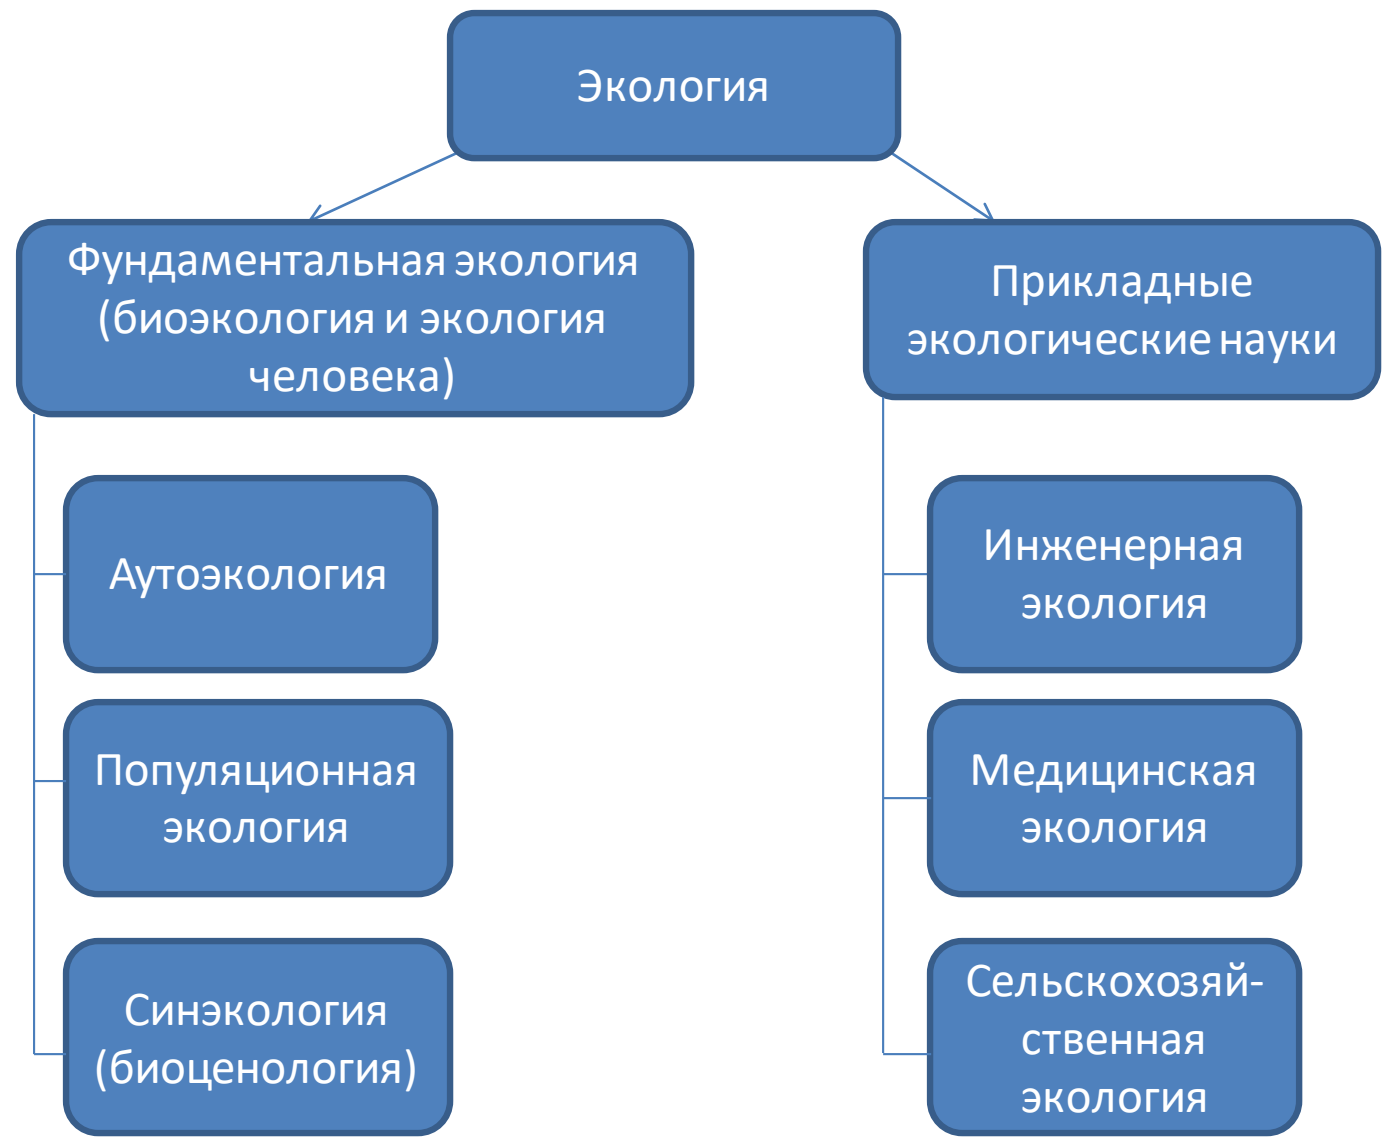 Экология
Фундаментальная экология
(биоэкология и экология
человека)
Прикладные
экологические науки
Аутоэкология
Инженерная
экология
Популяционная
экология
Медицинская
экология
Синэкология
(биоценология)
Сельскохозяй-
ственная
экология